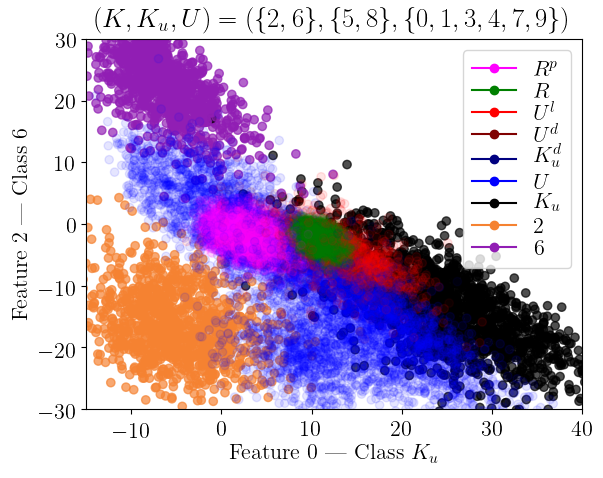 (K, K_u, U) = ({2, 6}, {5, 8}, {0, 1, 3, 4, 7, 9})
30
20
10
0
−10
−20
−30
Feature 2 — Class 6
R^p
R
U^l
U^d
K_u^d
U
K_u
2
6
−10 0 10 20 30 40
Feature 0 — Class K_u